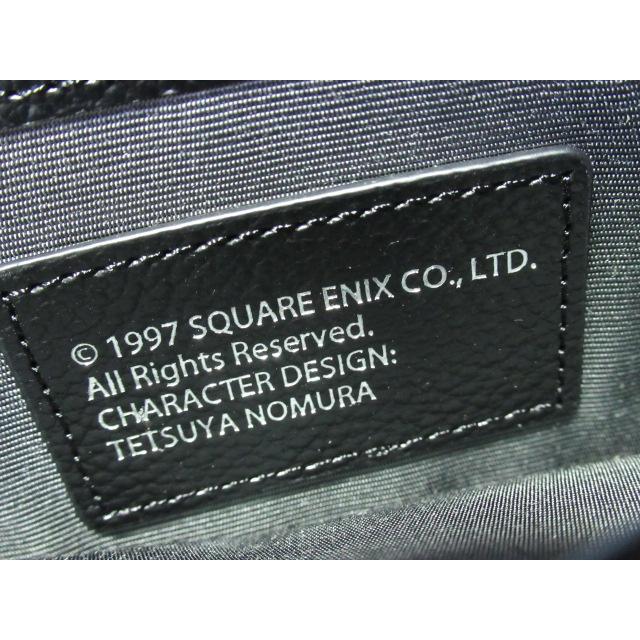 © 1997 SQUARE ENIX CO., LTD.
All Rights Reserved.
CHARACTER DESIGN:
TETSUYA NOMURA